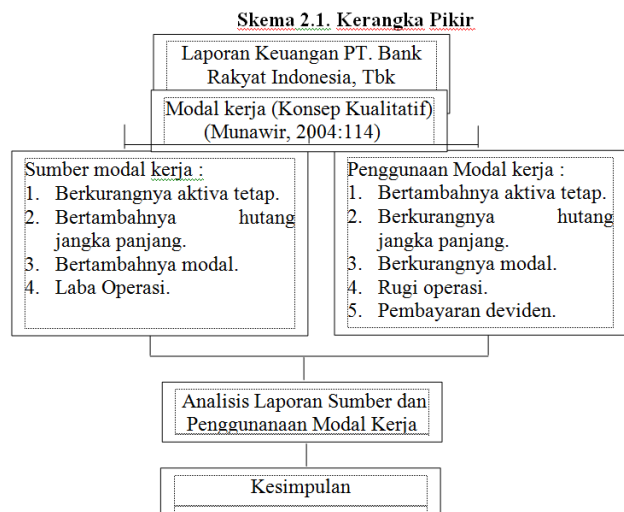 Skema 2.1. Kerangka Pikir
Laporan Keuangan PT. Bank
Rakyat Indonesia, Tbk
Modal kerja (Konsep Kualitatif)
(Munawir, 2004:114)
Sumber modal kerja :
1. Berkurangnya aktiva tetap.
2. Bertambahnya hutang
jangka panjang.
3. Bertambahnya modal.
4. Laba Operasi.
Penggunaan Modal kerja :
1. Bertambahnya aktiva tetap.
2. Berkurangnya hutang
jangka panjang.
3. Berkurangnya modal.
4. Rugi operasi.
5. Pembayaran deviden.
Analisis Laporan Sumber dan
Penggunanaan Modal Kerja
Kesimpulan